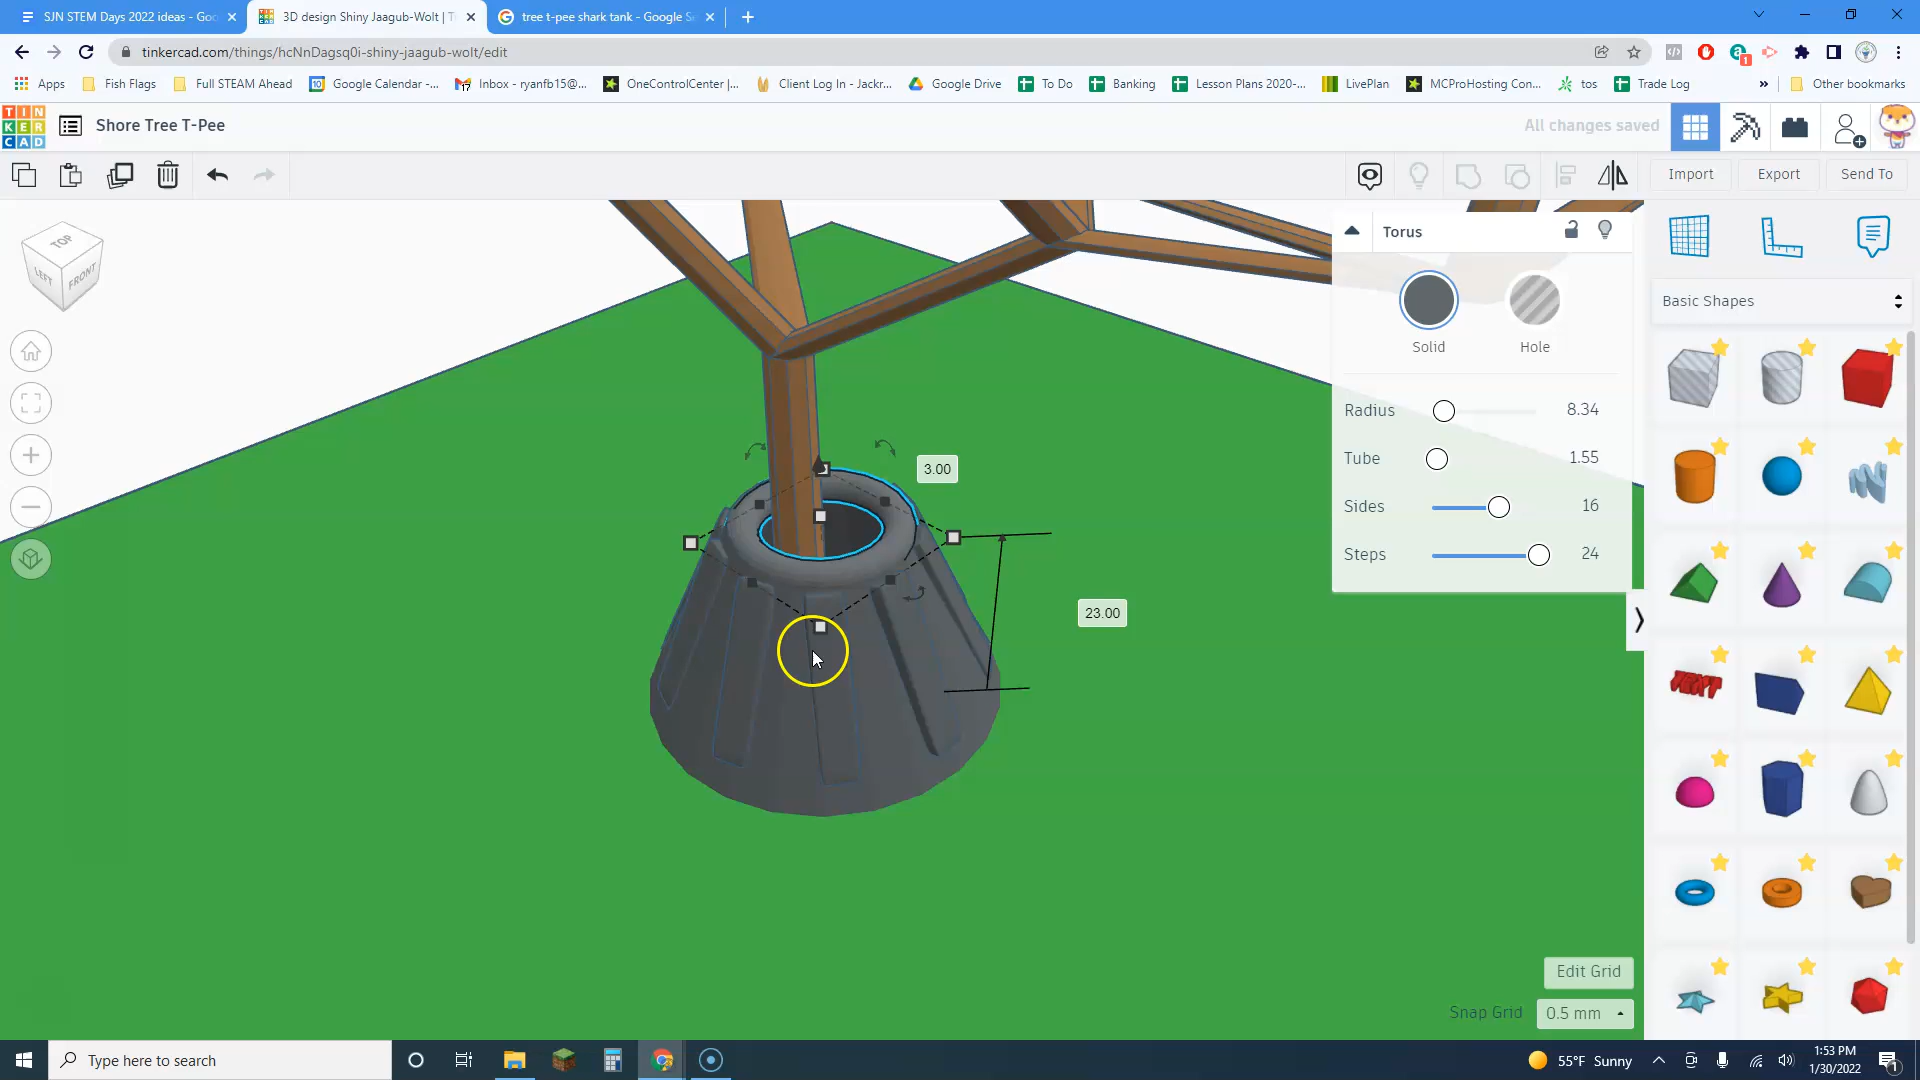 SJN STEM Days 2022 ideas - Goo
3D design Shiny Jaagub-Wolt | T
tree t-pee shark tank - Google Se
tinkercad.com/things/hcNnDagsq0i-shiny-jaagub-wolt/edit
Apps
Fish Flags
Full STEAM Ahead
Google Calendar -...
Inbox - ryanfb15@...
OneControlCenter |...
Client Log In - Jackr...
Google Drive
To Do
Banking
Lesson Plans 2020-...
LivePlan
MCProHosting Con...
tos
Trade Log
»
Other bookmarks
TIN
KER
CAD
Shore Tree T-Pee
All changes saved
Import
Export
Send To
TOP
LEFT
FRONT
Torus
Solid
Hole
Radius 8.34
Tube 1.55
Sides 16
Steps 24
Basic Shapes
TEXT
3.00
23.00
Edit Grid
Snap Grid 0.5 mm
Type here to search
55°F Sunny
1:53 PM
1/30/2022
1